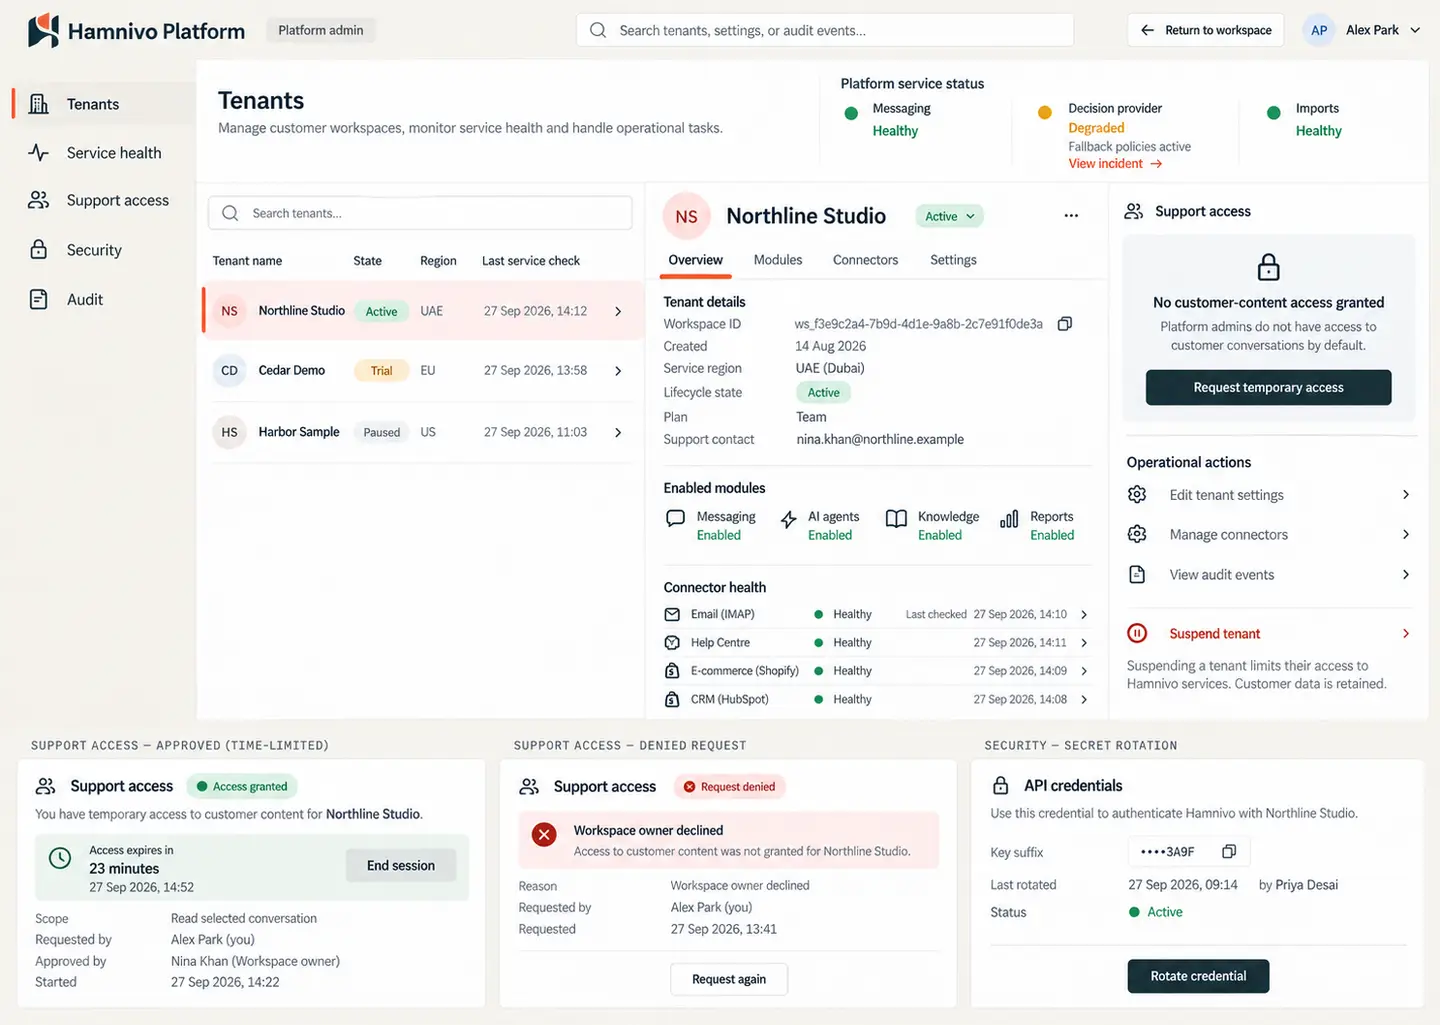 Hamnivo Platform
Platform admin
Search tenants, settings, or audit events...
Return to workspace
AP
Alex Park
Tenants
Service health
Support access
Security
Audit
Tenants
Manage customer workspaces, monitor service health and handle operational tasks.
Platform service status
Messaging
Healthy
Decision provider
Degraded
Fallback policies active
View incident →
Imports
Healthy
Search tenants...
Tenant name State Region Last service check
NS Northline Studio Active UAE 27 Sep 2026, 14:12
CD Cedar Demo Trial EU 27 Sep 2026, 13:58
HS Harbor Sample Paused US 27 Sep 2026, 11:03
NS Northline Studio Active
Overview Modules Connectors Settings
Tenant details
Workspace ID ws_f3e9c2a4-7b9d-4d1e-9a8b-2c7e91f0de3a
Created 14 Aug 2026
Service region UAE (Dubai)
Lifecycle state Active
Plan Team
Support contact nina.khan@northline.example
Enabled modules
Messaging
Enabled
AI agents
Enabled
Knowledge
Enabled
Reports
Enabled
Connector health
Email (IMAP) Healthy Last checked 27 Sep 2026, 14:10
Help Centre Healthy 27 Sep 2026, 14:11
E-commerce (Shopify) Healthy 27 Sep 2026, 14:09
CRM (HubSpot) Healthy 27 Sep 2026, 14:08
Support access
No customer-content access granted
Platform admins do not have access to
customer conversations by default.
Request temporary access
Operational actions
Edit tenant settings
Manage connectors
View audit events
Suspend tenant
Suspending a tenant limits their access to
Hamnivo services. Customer data is retained.
SUPPORT ACCESS — APPROVED (TIME-LIMITED)
Support access Access granted
You have temporary access to customer content for Northline Studio.
Access expires in
23 minutes
27 Sep 2026, 14:52
End session
Scope Read selected conversation
Requested by Alex Park (you)
Approved by Nina Khan (Workspace owner)
Started 27 Sep 2026, 14:22
SUPPORT ACCESS — DENIED REQUEST
Support access Request denied
Workspace owner declined
Access to customer content was not granted for Northline Studio.
Reason Workspace owner declined
Requested by Alex Park (you)
Requested 27 Sep 2026, 13:41
Request again
SECURITY — SECRET ROTATION
API credentials
Use this credential to authenticate Hamnivo with Northline Studio.
Key suffix ••••3A9F
Last rotated 27 Sep 2026, 09:14 by Priya Desai
Status Active
Rotate credential